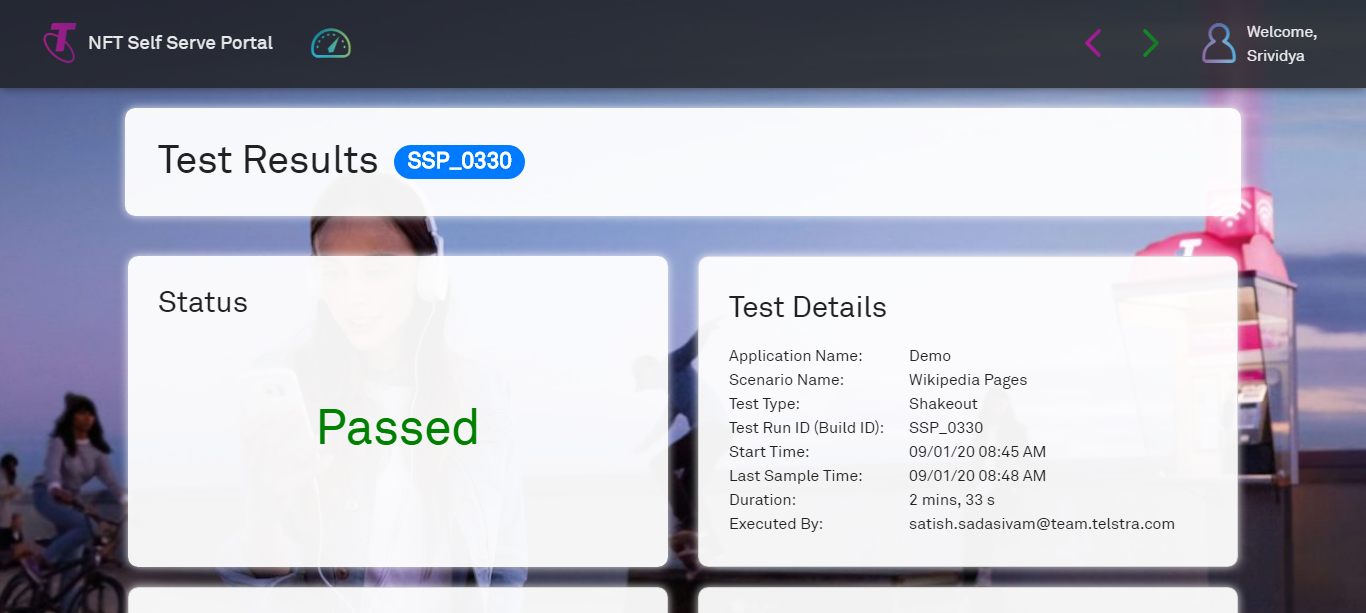 NFT Self Serve Portal
Welcome,
Srividya
Test Results SSP_0330
Status
Passed
Test Details
Application Name: Demo
Scenario Name: Wikipedia Pages
Test Type: Shakeout
Test Run ID (Build ID): SSP_0330
Start Time: 09/01/20 08:45 AM
Last Sample Time: 09/01/20 08:48 AM
Duration: 2 mins, 33 s
Executed By: satish.sadasivam@team.telstra.com